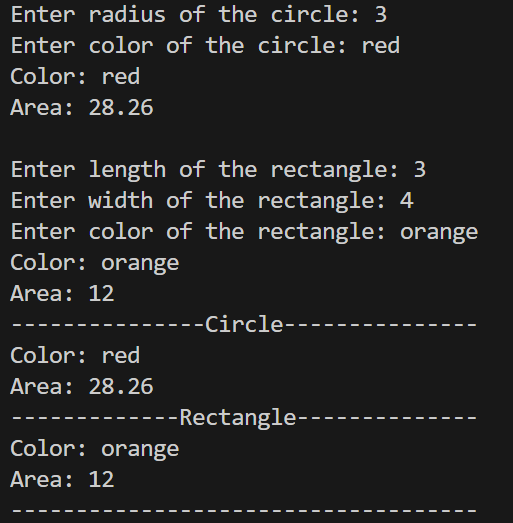 Enter radius of the circle: 3
Enter color of the circle: red
Color: red
Area: 28.26
Enter length of the rectangle: 3
Enter width of the rectangle: 4
Enter color of the rectangle: orange
Color: orange
Area: 12
---------------Circle---------------
Color: red
Area: 28.26
-------------Rectangle--------------
Color: orange
Area: 12
------------------------------------